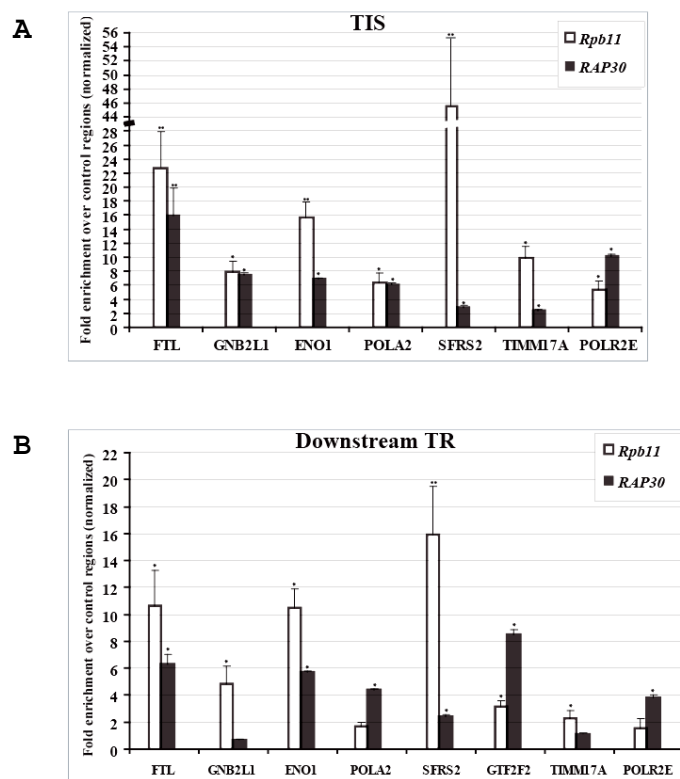 A
TIS
Fold enrichment over control regions (normalized)
56
54
52
50
48
46
44
28
26
24
22
20
18
16
14
12
10
8
6
4
2
0
Rpb11
RAP30
** ** * * ** * * * ** * * * * *
FTL GNB2L1 ENO1 POLA2 SFRS2 TIMM17A POLR2E
B
Downstream TR
Fold enrichment over control regions (normalized)
22
20
18
16
14
12
10
8
6
4
2
0
Rpb11
RAP30
* * * * * * ** * * * * *
FTL GNB2L1 ENO1 POLA2 SFRS2 GTF2F2 TIMM17A POLR2E